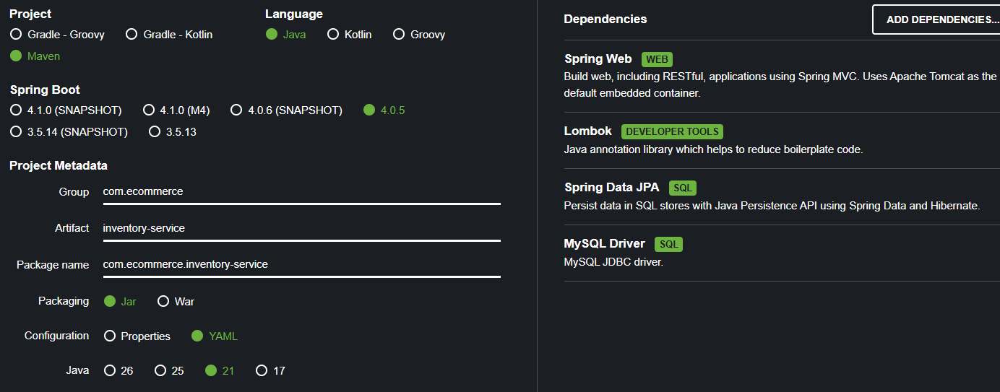 Project
Gradle - Groovy
Gradle - Kotlin
Maven
Language
Java
Kotlin
Groovy
Spring Boot
4.1.0 (SNAPSHOT)
4.1.0 (M4)
4.0.6 (SNAPSHOT)
4.0.5
3.5.14 (SNAPSHOT)
3.5.13
Project Metadata
Group com.ecommerce
Artifact inventory-service
Package name com.ecommerce.inventory-service
Packaging Jar War
Configuration Properties YAML
Java 26 25 21 17
Dependencies
ADD DEPENDENCIES...
Spring Web WEB
Build web, including RESTful, applications using Spring MVC. Uses Apache Tomcat as the
default embedded container.
Lombok DEVELOPER TOOLS
Java annotation library which helps to reduce boilerplate code.
Spring Data JPA SQL
Persist data in SQL stores with Java Persistence API using Spring Data and Hibernate.
MySQL Driver SQL
MySQL JDBC driver.